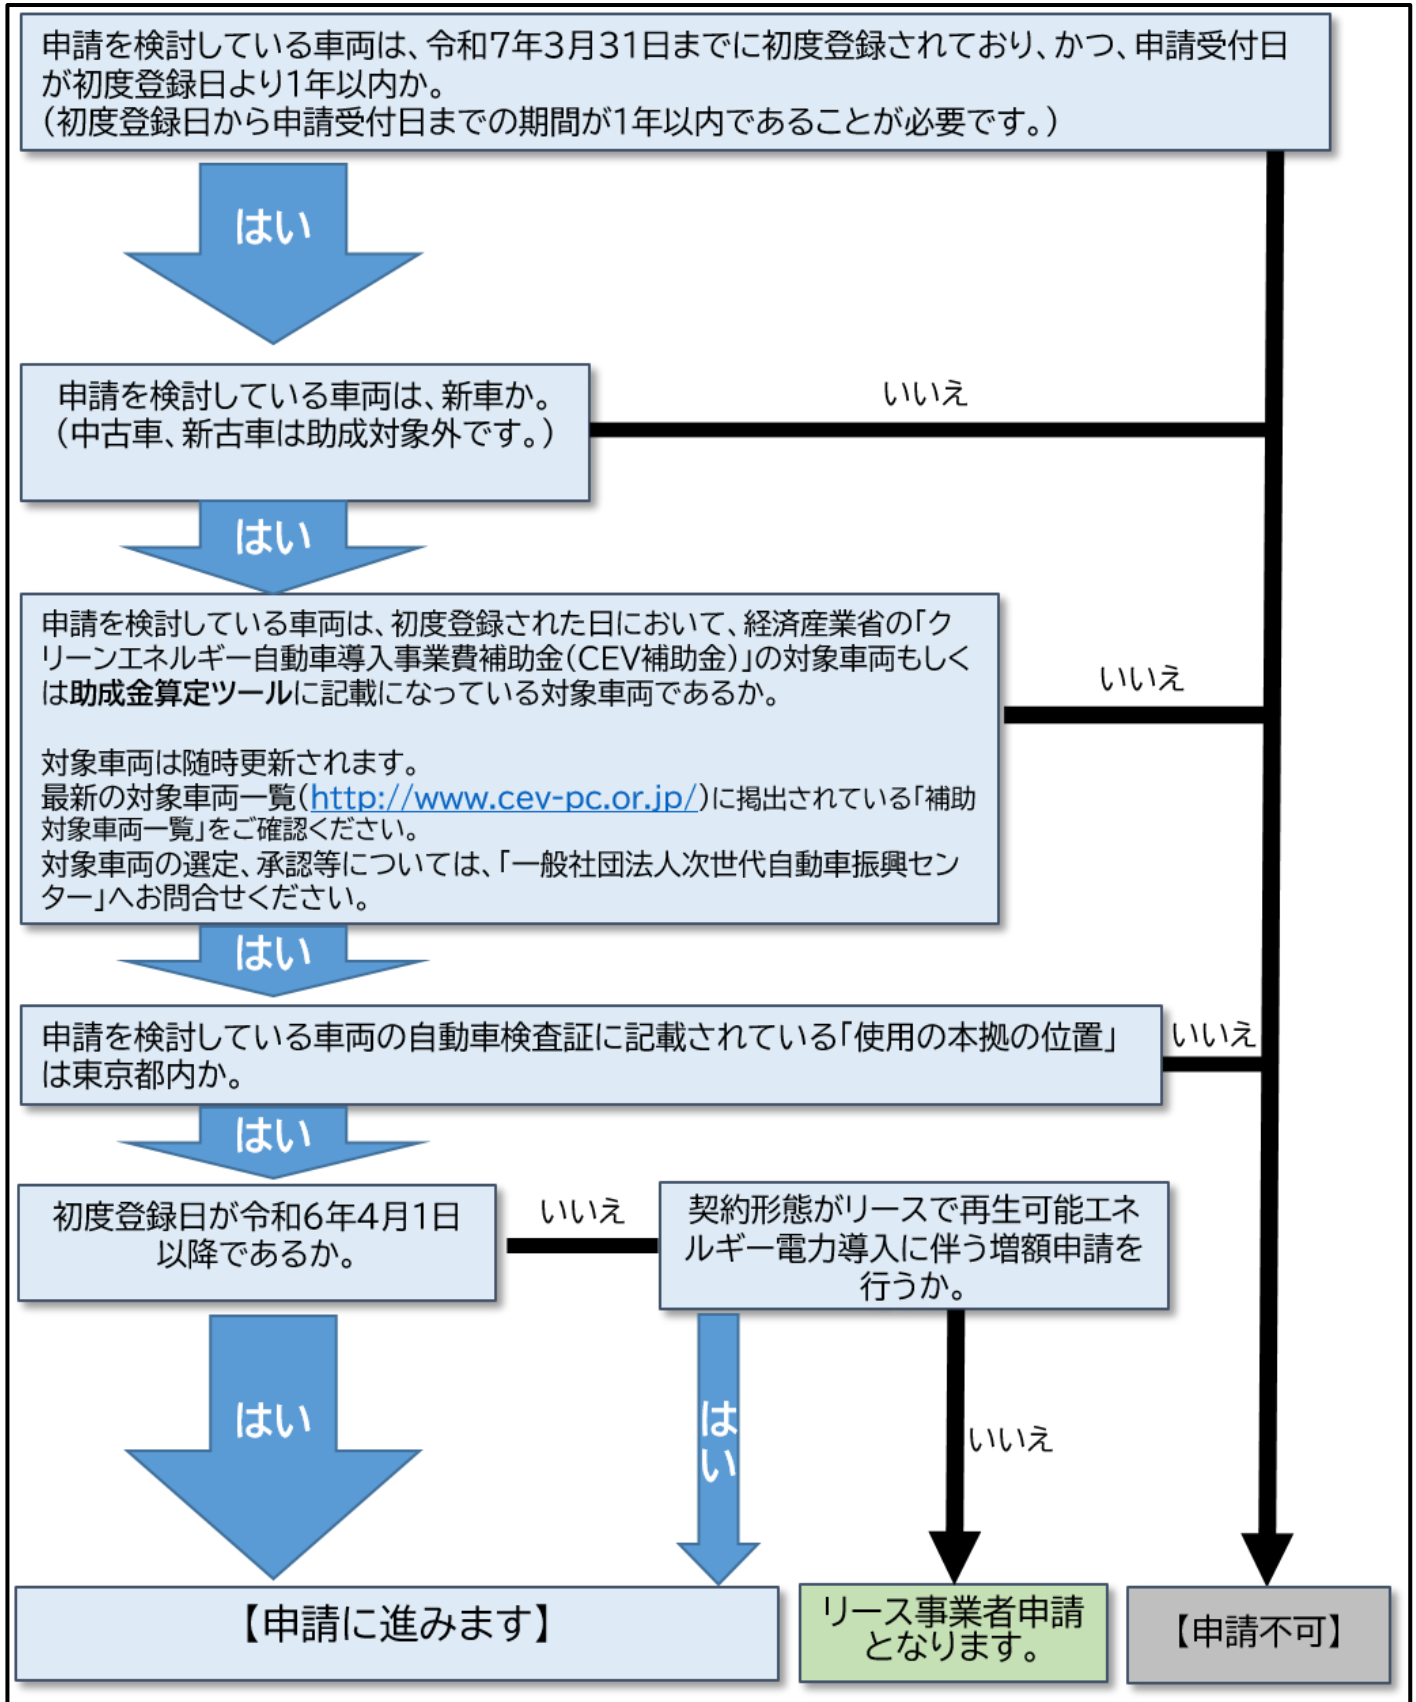 申請を検討している車両は、令和7年3月31日までに初度登録されており、かつ、申請受付日
が初度登録日より1年以内か。
（初度登録日から申請受付日までの期間が1年以内であることが必要です。）
はい
申請を検討している車両は、新車か。
（中古車、新古車は助成対象外です。）
いいえ
はい
申請を検討している車両は、初度登録された日において、経済産業省の「ク
リーンエネルギー自動車導入事業費補助金（CEV補助金）」の対象車両もしく
は助成金算定ツールに記載になっている対象車両であるか。
対象車両は随時更新されます。
最新の対象車両一覧（http://www.cev-pc.or.jp/）に掲出されている「補助
対象車両一覧」をご確認ください。
対象車両の選定、承認等については、「一般社団法人次世代自動車振興セン
ター」へお問合せください。
いいえ
はい
申請を検討している車両の自動車検査証に記載されている「使用の本拠の位置」
は東京都内か。
いいえ
はい
初度登録日が令和6年4月1日
以降であるか。
いいえ
契約形態がリースで再生可能エネ
ルギー電力導入に伴う増額申請を
行うか。
はい
はい
いいえ
【申請に進みます】
リース事業者申請
となります。
【申請不可】